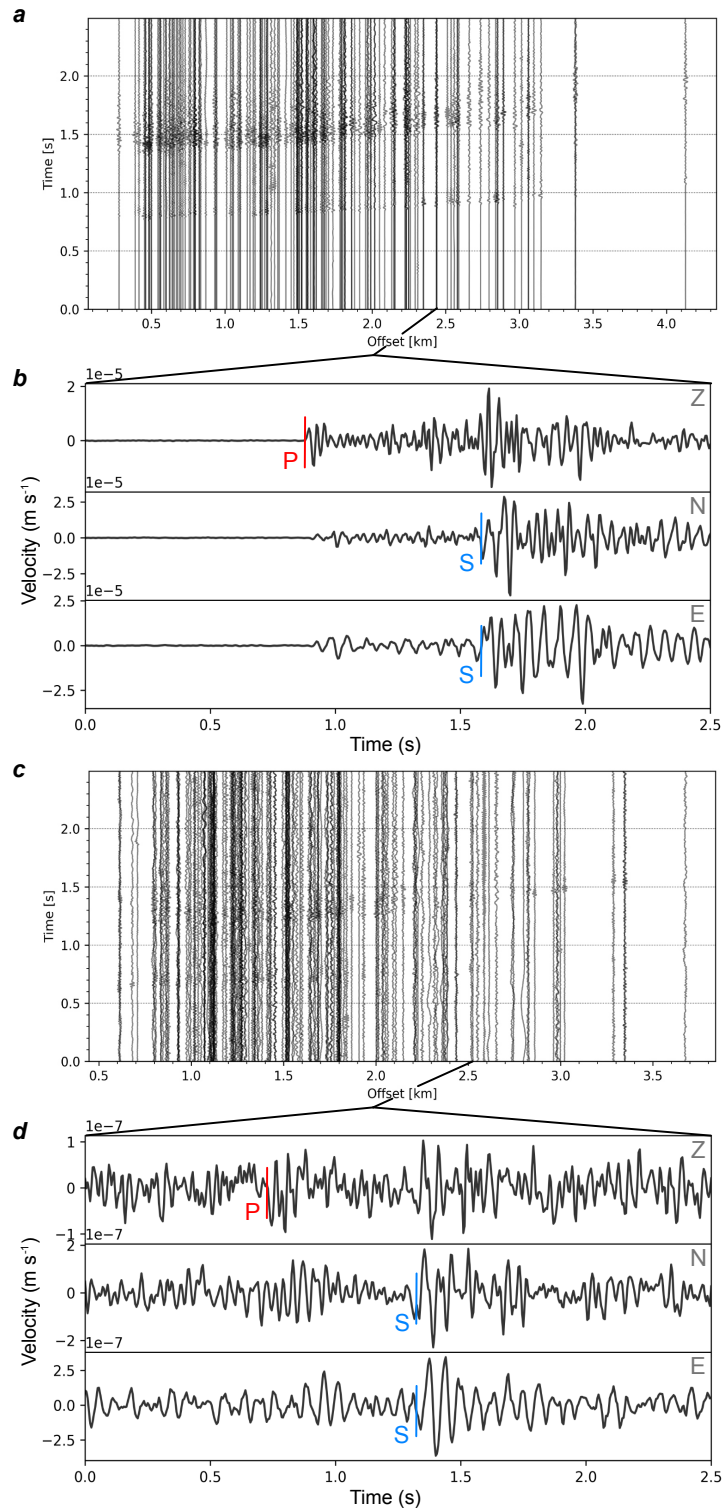 a
2.0
1.5
1.0
0.5
0.0
Time [s]
0.5 1.0 1.5 2.0 2.5 3.0 3.5 4.0
Offset [km]
b
1e−5
Z
2
0
P
1e−5
N
2.5
0.0
−2.5
S
1e−5
E
2.5
0.0
−2.5
S
Velocity (m s⁻¹)
0.0 0.5 1.0 1.5 2.0 2.5
Time (s)
c
2.0
1.5
1.0
0.5
0.0
Time [s]
0.5 1.0 1.5 2.0 2.5 3.0 3.5
Offset [km]
d
1e−7
Z
1
0
−1
P
1e−7
N
2
0
−2
S
1e−7
E
2.5
0.0
−2.5
S
Velocity (m s⁻¹)
0.0 0.5 1.0 1.5 2.0 2.5
Time (s)